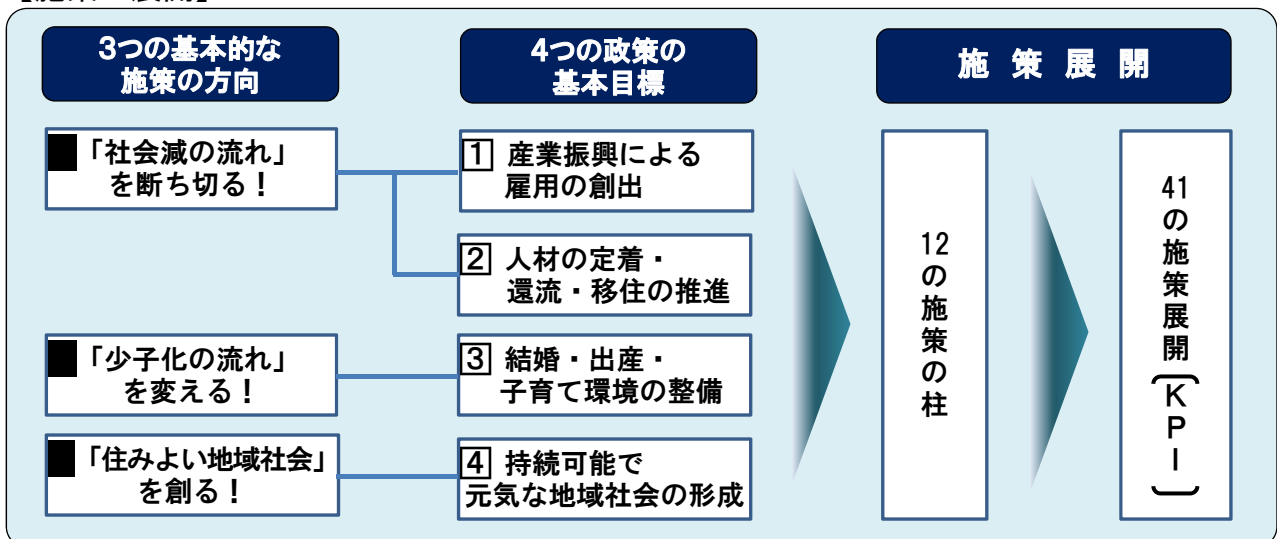 3つの基本的な
施策の方向
4つの政策の
基本目標
施策展開
「社会減の流れ」
を断ち切る！
1 産業振興による
雇用の創出
2 人材の定着・
還流・移住の推進
「少子化の流れ」
を変える！
3 結婚・出産・
子育て環境の整備
「住みよい地域社会」
を創る！
4 持続可能で
元気な地域社会の形成
12の施策の柱
41の施策展開（KPI）